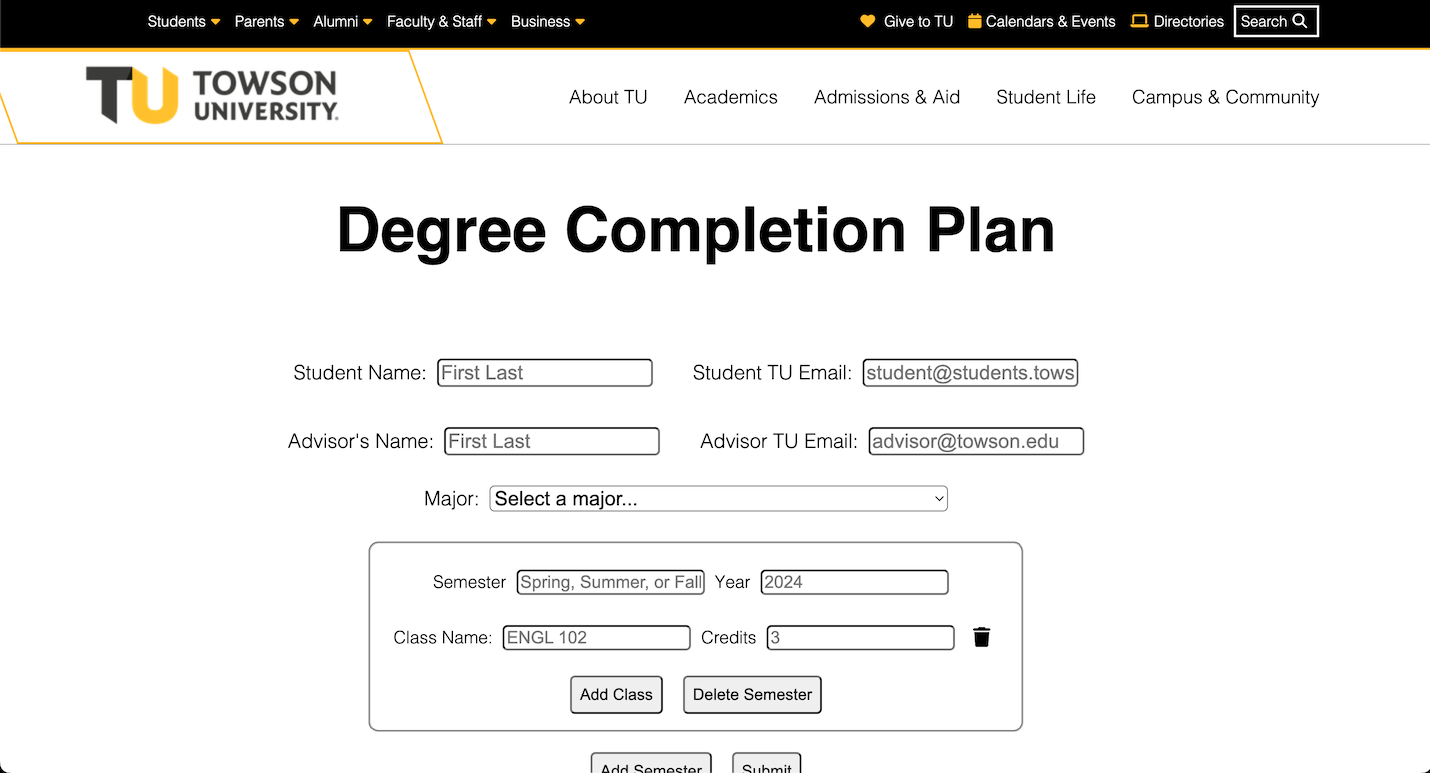 Students Parents Alumni Faculty & Staff Business Give to TU Calendars & Events Directories Search
TU TOWSON UNIVERSITY.
About TU Academics Admissions & Aid Student Life Campus & Community
Degree Completion Plan
Student Name: First Last Student TU Email: student@students.tows
Advisor's Name: First Last Advisor TU Email: advisor@towson.edu
Major: Select a major...
Semester Spring, Summer, or Fall Year 2024
Class Name: ENGL 102 Credits 3
Add Class Delete Semester
Add Semester Submit